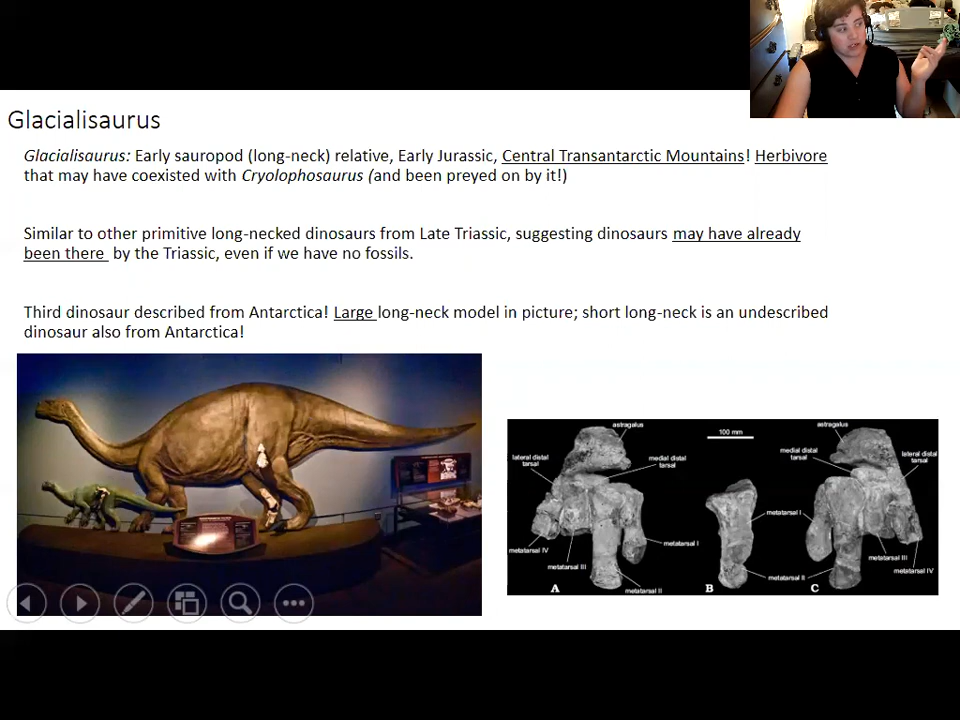 Glacialisaurus
Glacialisaurus: Early sauropod (long-neck) relative, Early Jurassic, Central Transantarctic Mountains! Herbivore
that may have coexisted with Cryolophosaurus (and been preyed on by it!)
Similar to other primitive long-necked dinosaurs from Late Triassic, suggesting dinosaurs may have already
been there by the Triassic, even if we have no fossils.
Third dinosaur described from Antarctica! Large long-neck model in picture; short long-neck is an undescribed
dinosaur also from Antarctica!
astragalus
lateral distal
tarsal
medial distal
tarsal
metatarsal I
metatarsal IV
metatarsal III
metatarsal II
A
100 mm
B
astragalus
medial distal
tarsal
lateral distal
tarsal
metatarsal I
metatarsal III
metatarsal IV
metatarsal II
C